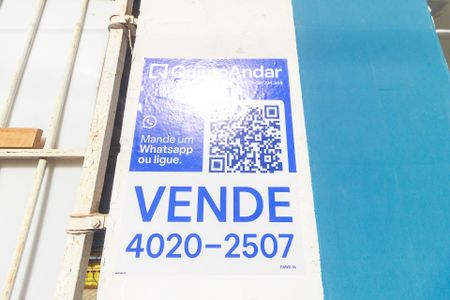 QuintoAndar
Mande um
Whatsapp
ou ligue.
VENDE
4020-2507